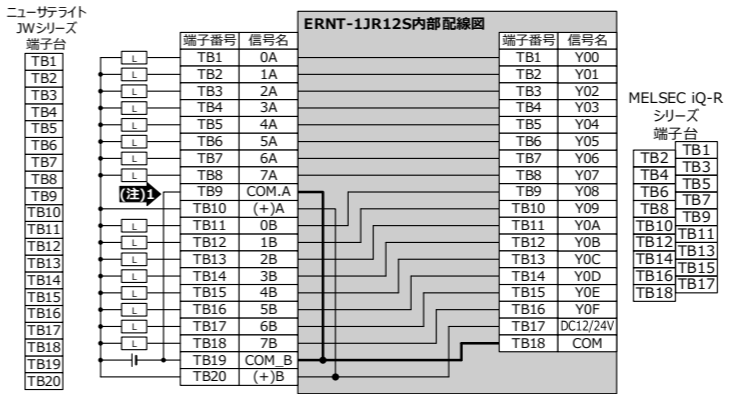 ニューサテライト
JWシリーズ
端子台
TB1
TB2
TB3
TB4
TB5
TB6
TB7
TB8
TB9
TB10
TB11
TB12
TB13
TB14
TB15
TB16
TB17
TB18
TB19
TB20
ERNT-1JR12S内部配線図
端子番号 信号名
L TB1 0A
L TB2 1A
L TB3 2A
L TB4 3A
L TB5 4A
L TB6 5A
L TB7 6A
L TB8 7A
(注)1 TB9 COM.A
TB10 (+)A
L TB11 0B
L TB12 1B
L TB13 2B
L TB14 3B
L TB15 4B
L TB16 5B
L TB17 6B
L TB18 7B
TB19 COM_B
TB20 (+)B
端子番号 信号名
TB1 Y00
TB2 Y01
TB3 Y02
TB4 Y03
TB5 Y04
TB6 Y05
TB7 Y06
TB8 Y07
TB9 Y08
TB10 Y09
TB11 Y0A
TB12 Y0B
TB13 Y0C
TB14 Y0D
TB15 Y0E
TB16 Y0F
TB17 DC12/24V
TB18 COM
MELSEC iQ-R
シリーズ
端子台
TB1
TB2
TB3
TB4
TB5
TB6
TB7
TB8
TB9
TB10
TB11
TB12
TB13
TB14
TB15
TB16
TB17
TB18